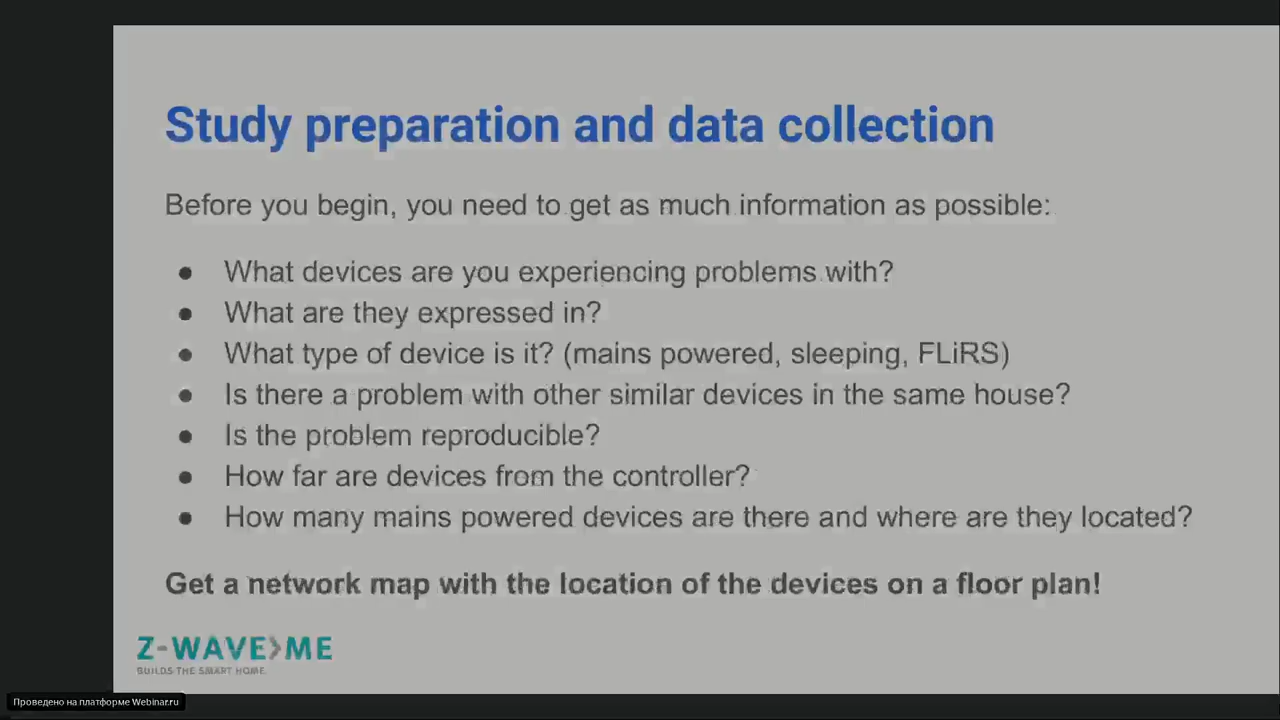 Study preparation and data collection
Before you begin, you need to get as much information as possible:
● What devices are you experiencing problems with?
● What are they expressed in?
● What type of device is it? (mains powered, sleeping, FLiRS)
● Is there a problem with other similar devices in the same house?
● Is the problem reproducible?
● How far are devices from the controller?
● How many mains powered devices are there and where are they located?
Get a network map with the location of the devices on a floor plan!
Z-WAVE>ME
BUILDS THE SMART HOME
Проведено на платформе Webinar.ru